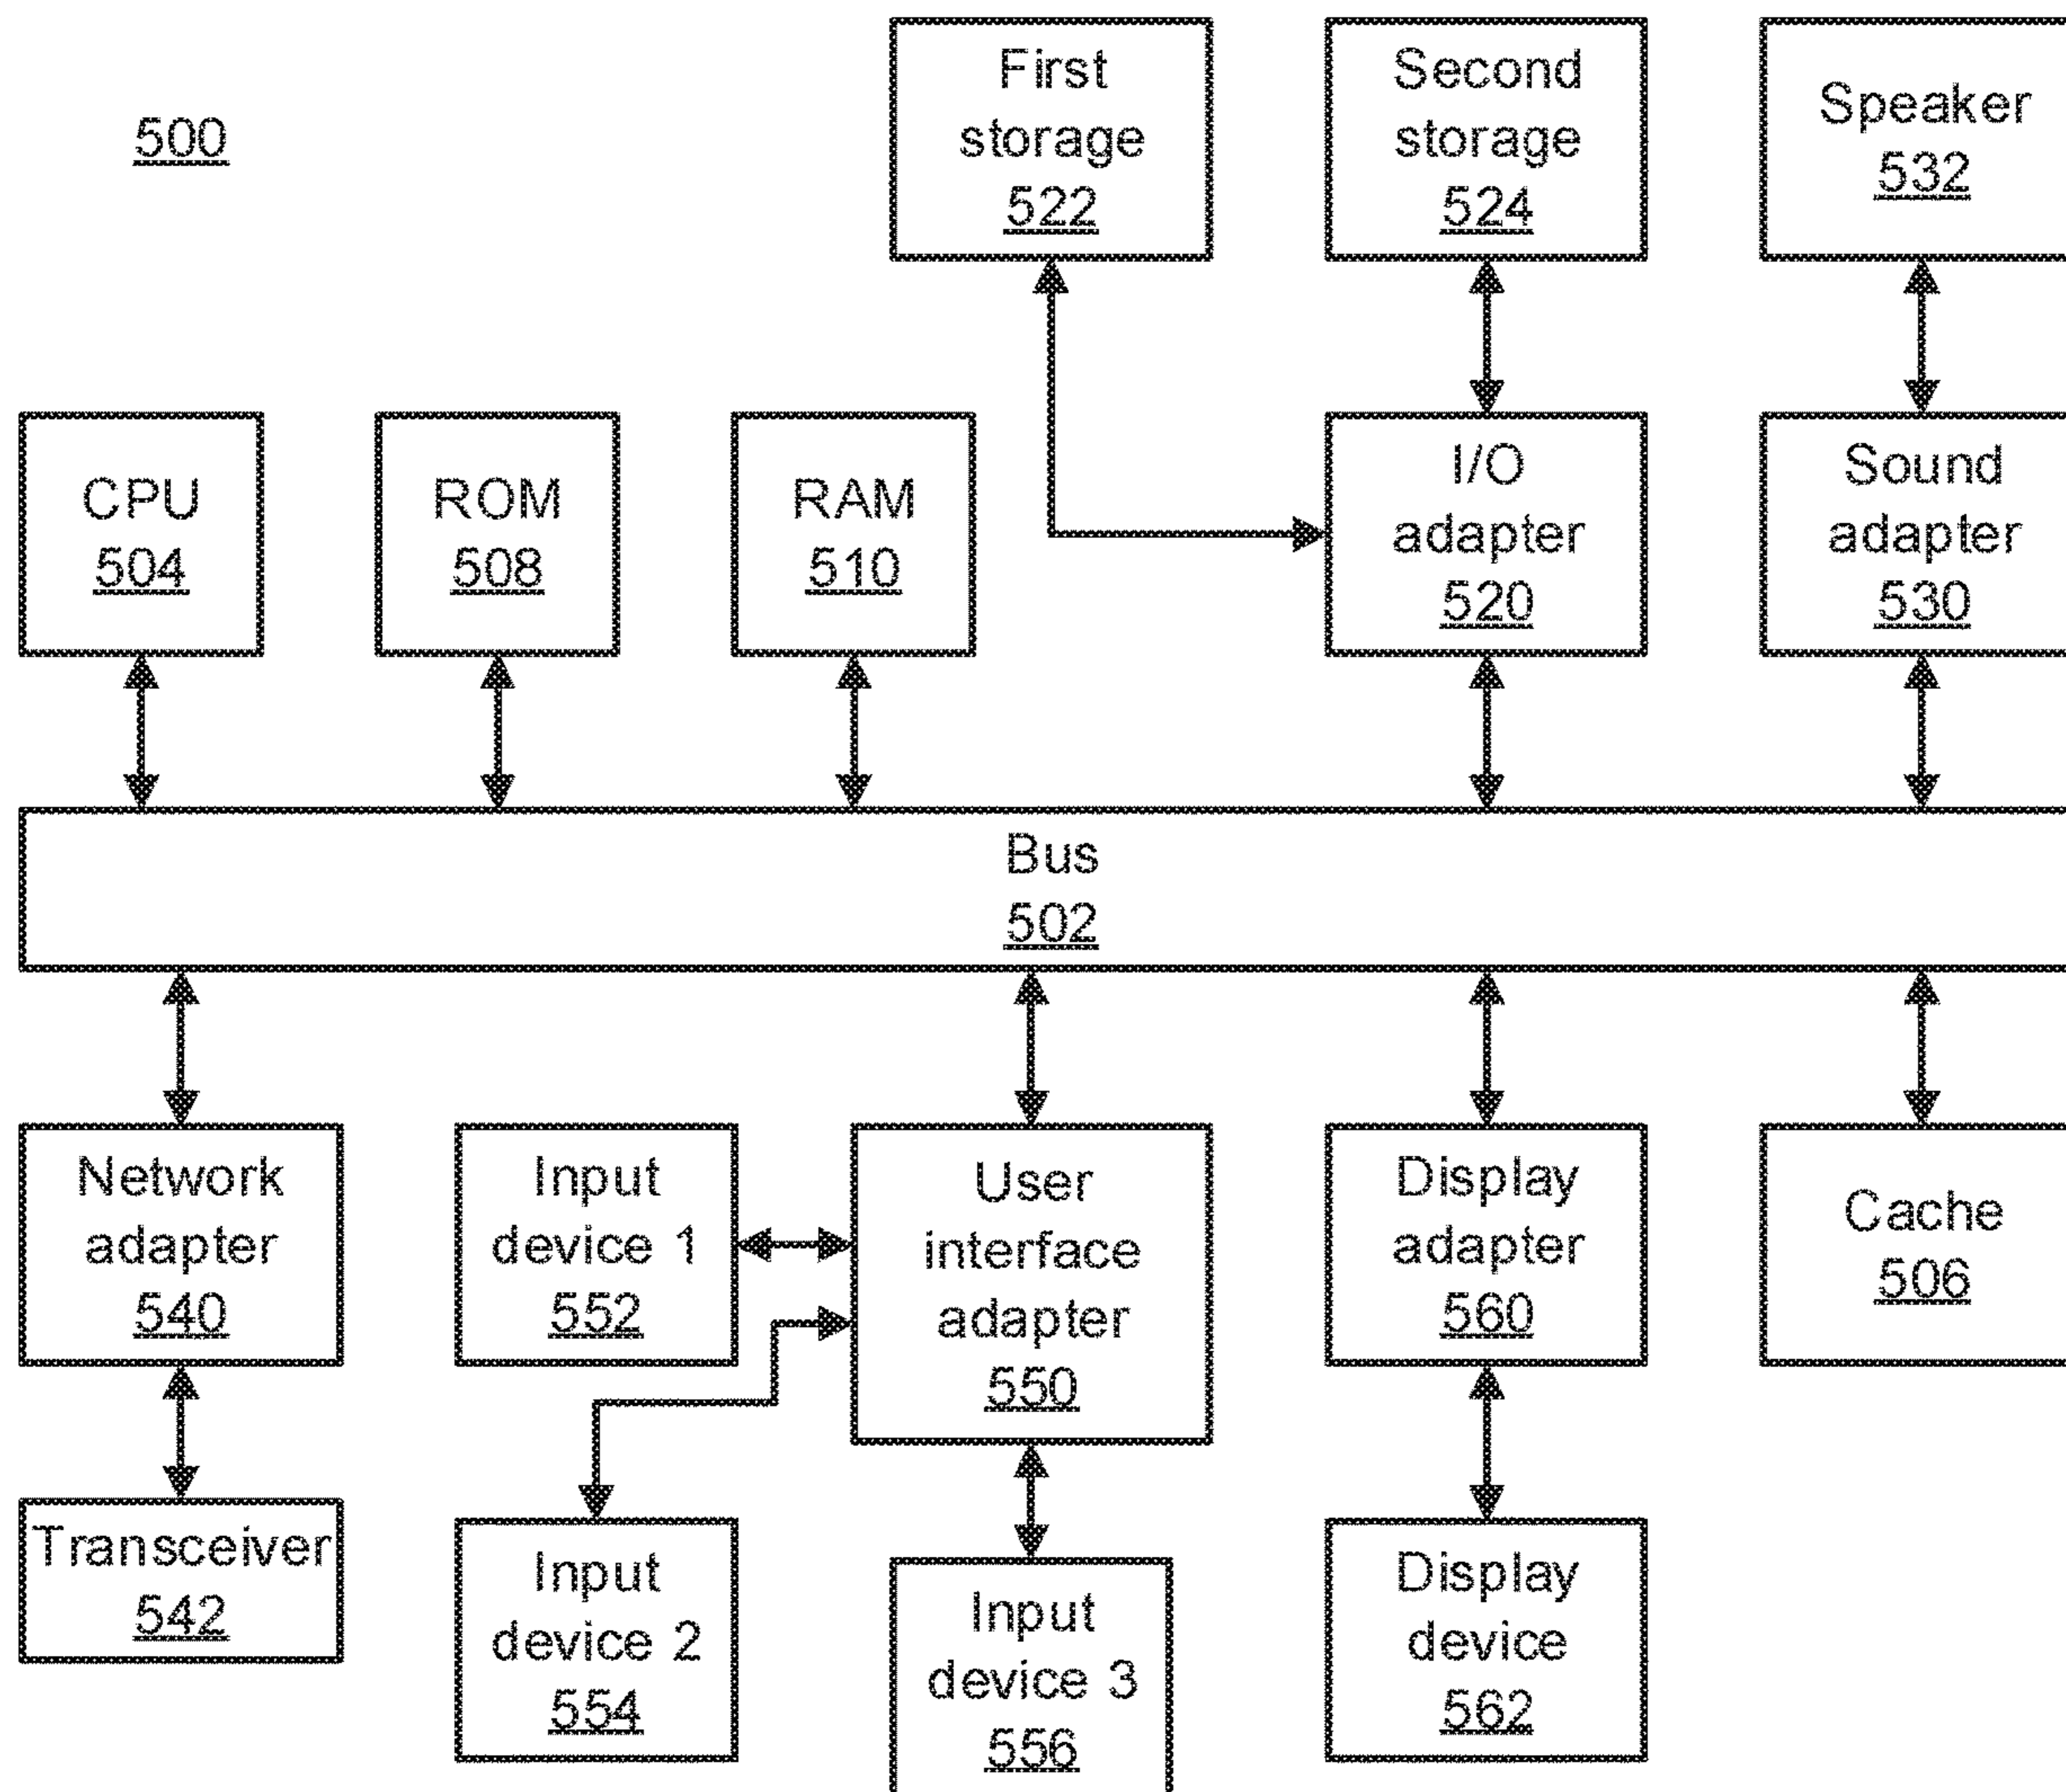 500
First
storage
522
Second
storage
524
Speaker
532
CPU
504
ROM
508
RAM
510
I/O
adapter
520
Sound
adapter
530
Bus
502
Network
adapter
540
Input
device 1
552
User
interface
adapter
550
Display
adapter
560
Cache
506
Transceiver
542
Input
device 2
554
Input
device 3
556
Display
device
562